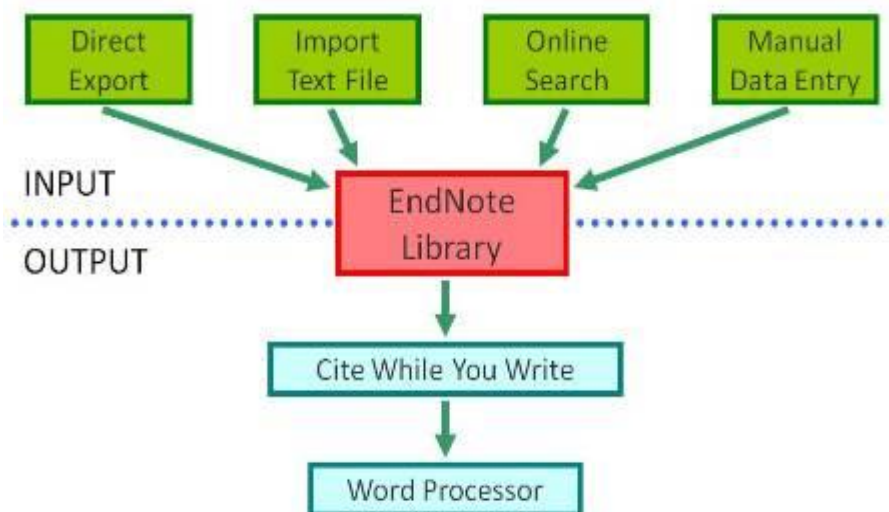 Direct
Export
Import
Text File
Online
Search
Manual
Data Entry
INPUT
EndNote
Library
OUTPUT
Cite While You Write
Word Processor